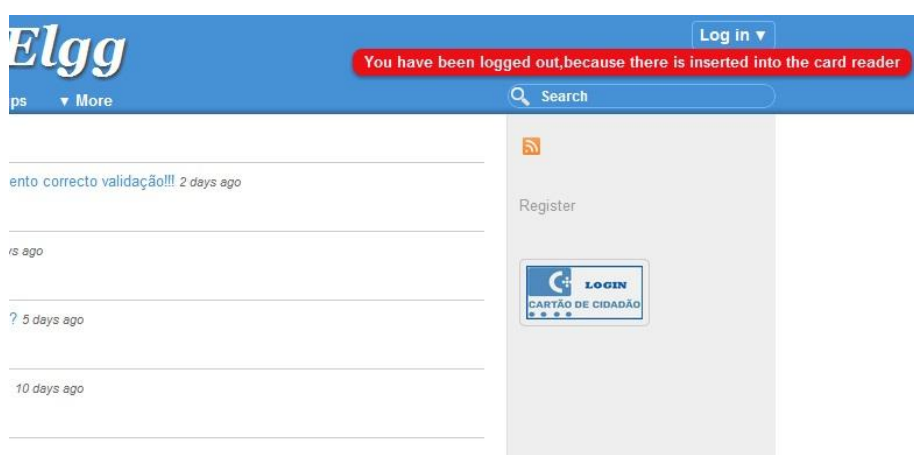 Elgg
Log in ▼
You have been logged out,because there is inserted into the card reader
ps ▼ More
Search
ento correcto validação!!! 2 days ago
Register
ys ago
LOGIN
CARTÃO DE CIDADÃO
? 5 days ago
. 10 days ago